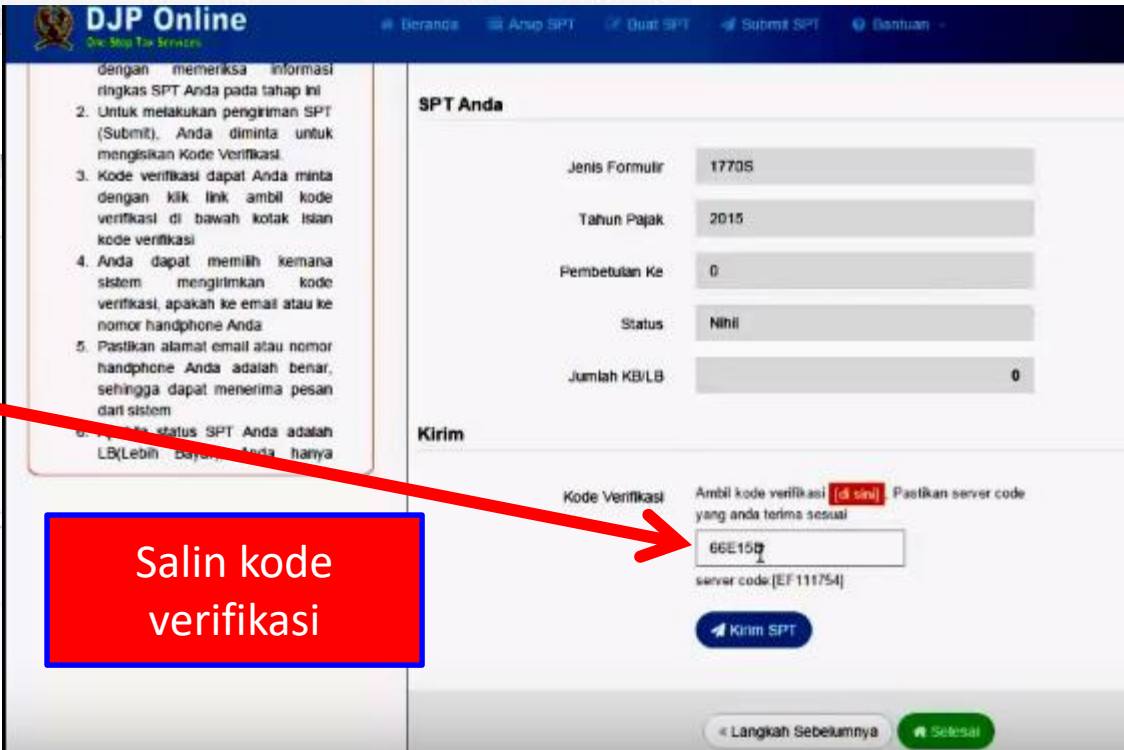 DJP Online
One Stop Tax Services
Beranda
Arsip SPT
Buat SPT
Submit SPT
Bantuan
dengan memeriksa informasi
ringkas SPT Anda pada tahap ini
2. Untuk melakukan pengiriman SPT
(Submit), Anda diminta untuk
mengisikan Kode Verifikasi.
3. Kode verifikasi dapat Anda minta
dengan klik link ambil kode
verifikasi di bawah kotak isian
kode verifikasi
4. Anda dapat memilih kemana
sistem mengirimkan kode
verifikasi, apakah ke email atau ke
nomor handphone Anda
5. Pastikan alamat email atau nomor
handphone Anda adalah benar,
sehingga dapat menerima pesan
dari sistem
status SPT Anda adalah
LB(Lebih hanya
Salin kode
verifikasi
SPT Anda
Jenis Formulir
1770S
Tahun Pajak
2015
Pembetulan Ke
0
Status
Nihil
Jumlah KB/LB
0
Kirim
Kode Verifikasi
Ambil kode verifikasi [di sini]. Pastikan server code
yang anda terima sesuai
server code:[EF111754]
Kirim SPT
« Langkah Sebelumnya
Selesai